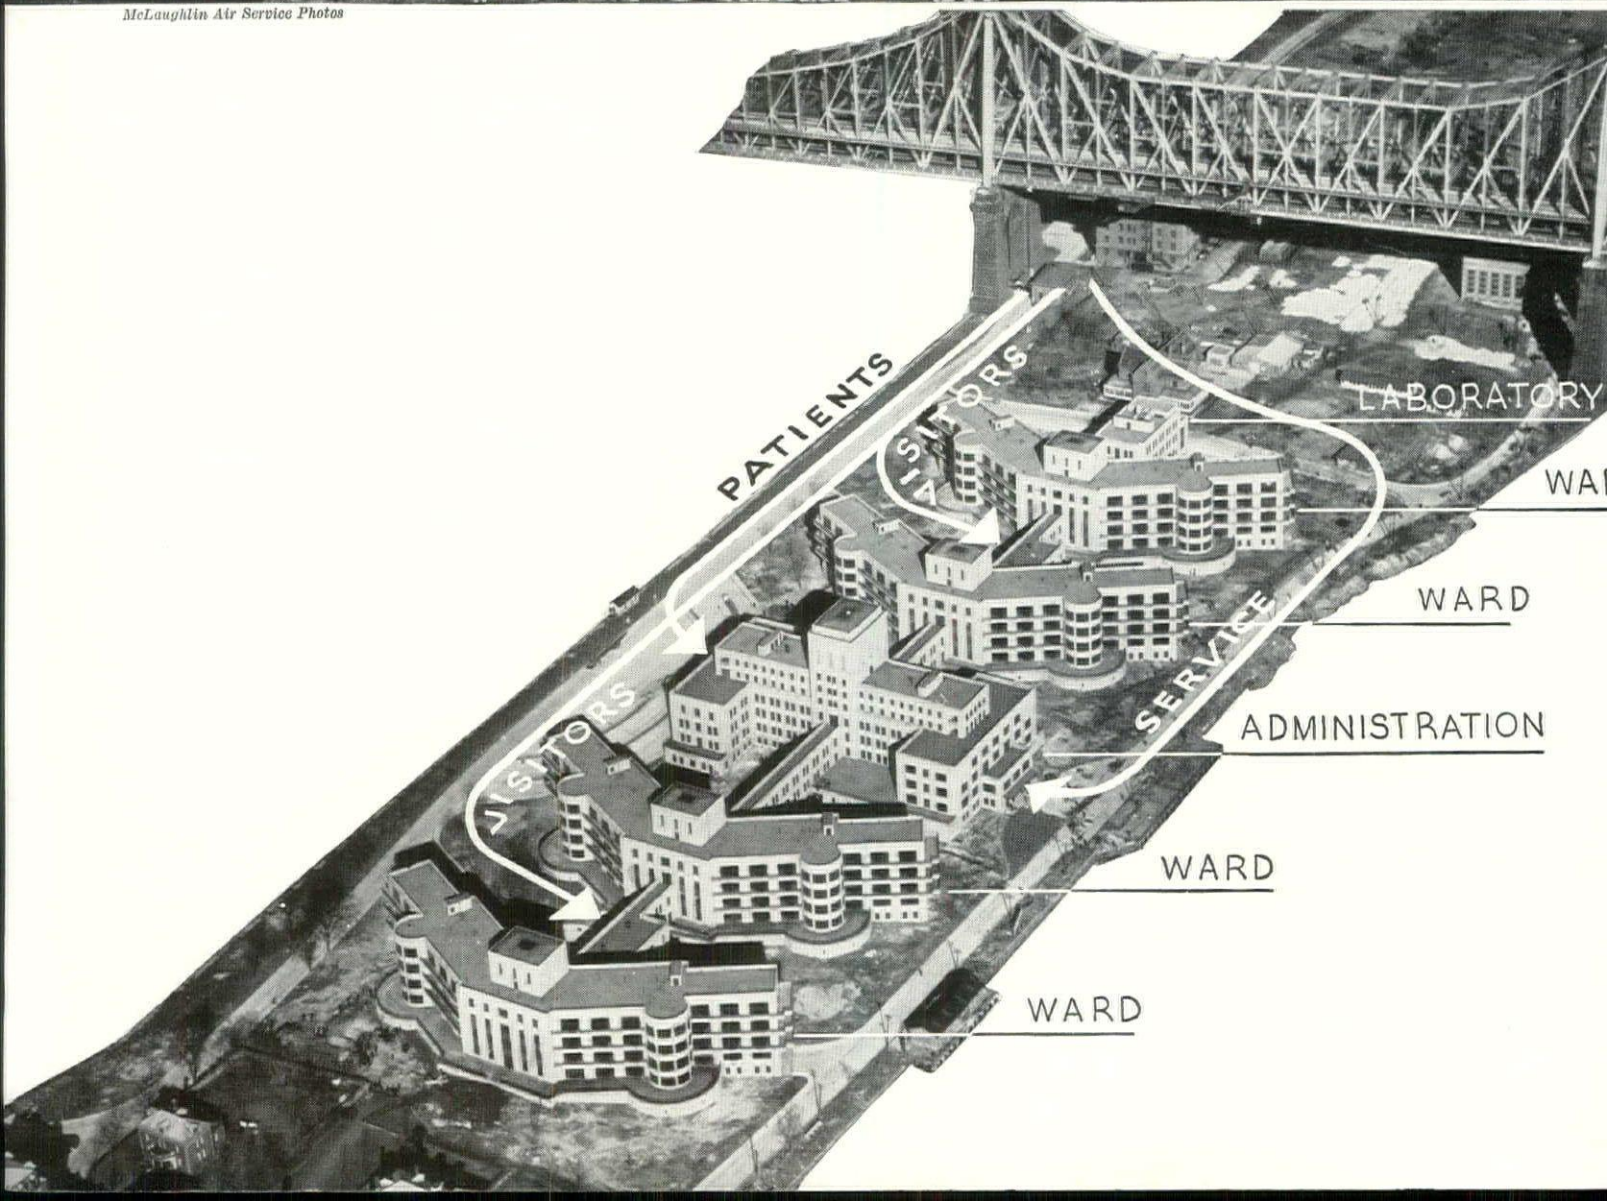 McLaughlin Air Service Photos
PATIENTS
VISITORS
LABORATORY
WARD
SERVICE
ADMINISTRATION
VISITORS
WARD
WARD